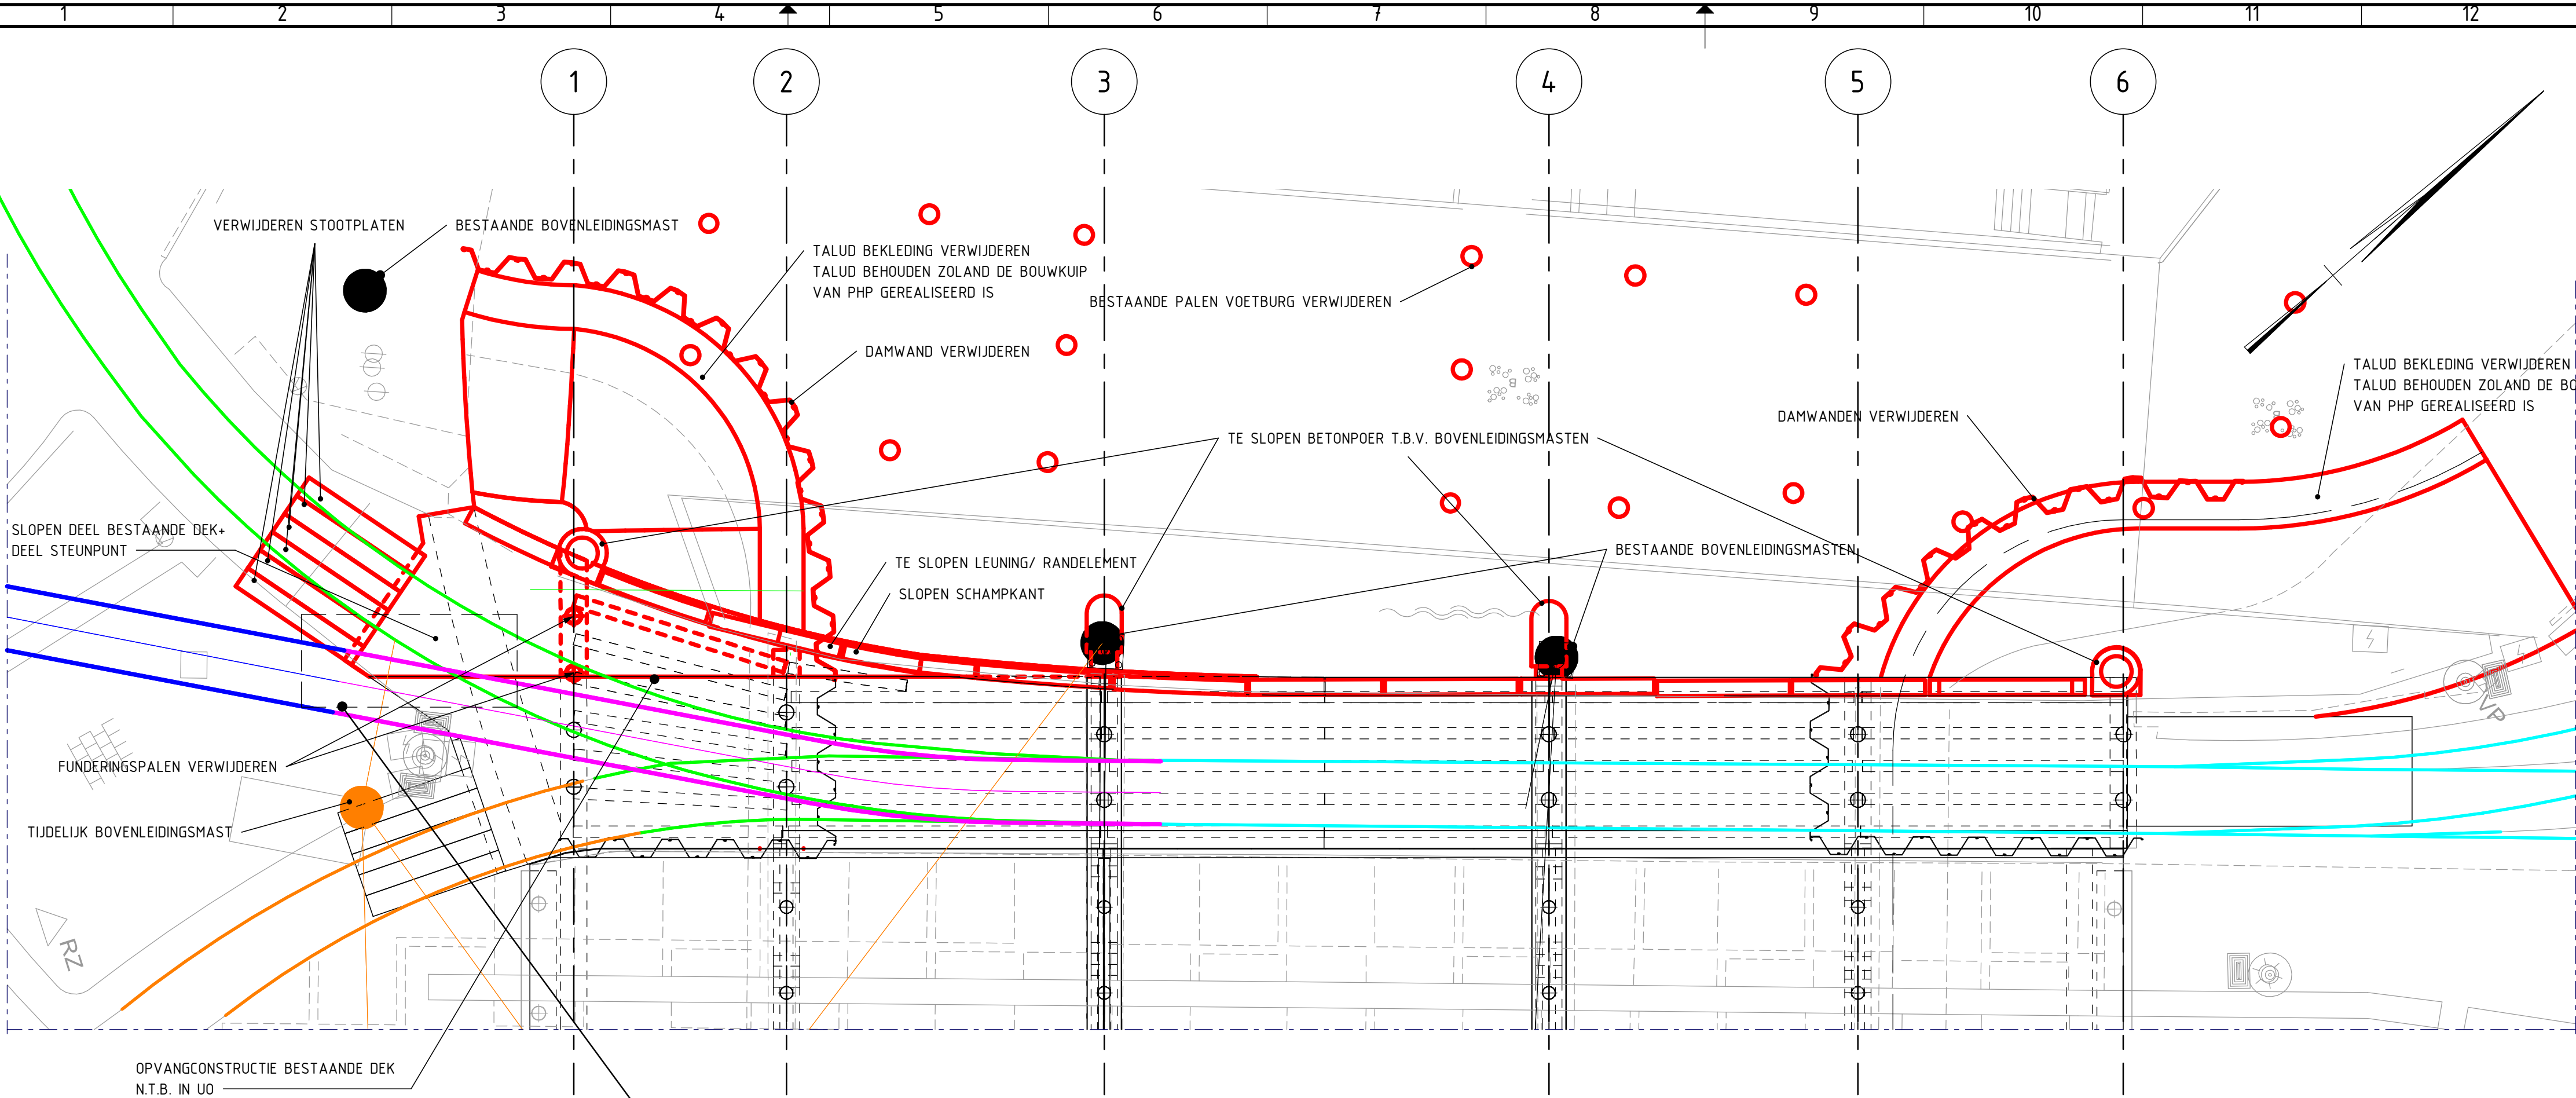 1 2 3 4 5 6 7 8 9 10 11 12
1 2 3 4 5 6
VERWIJDEREN STOOTPLATEN
BESTAANDE BOVENLEIDINGSMAST
TALUD BEKLEDING VERWIJDEREN
TALUD BEHOUDEN ZOLAND DE BOUWKUIP
VAN PHP GEREALISEERD IS
BESTAANDE PALEN VOETBURG VERWIJDEREN
DAMWAND VERWIJDEREN
TALUD BEKLEDING VERWIJDEREN
TALUD BEHOUDEN ZOLAND DE BO
VAN PHP GEREALISEERD IS
DAMWANDEN VERWIJDEREN
TE SLOPEN BETONPOER T.B.V. BOVENLEIDINGSMASTEN
SLOPEN DEEL BESTAANDE DEK+
DEEL STEUNPUNT
BESTAANDE BOVENLEIDINGSMASTEN
TE SLOPEN LEUNING/ RANDELEMENT
SLOPEN SCHAMPKANT
VP
FUNDERINGSPALEN VERWIJDEREN
TIJDELIJK BOVENLEIDINGSMAST
RZ
OPVANGCONSTRUCTIE BESTAANDE DEK
N.T.B. IN UO